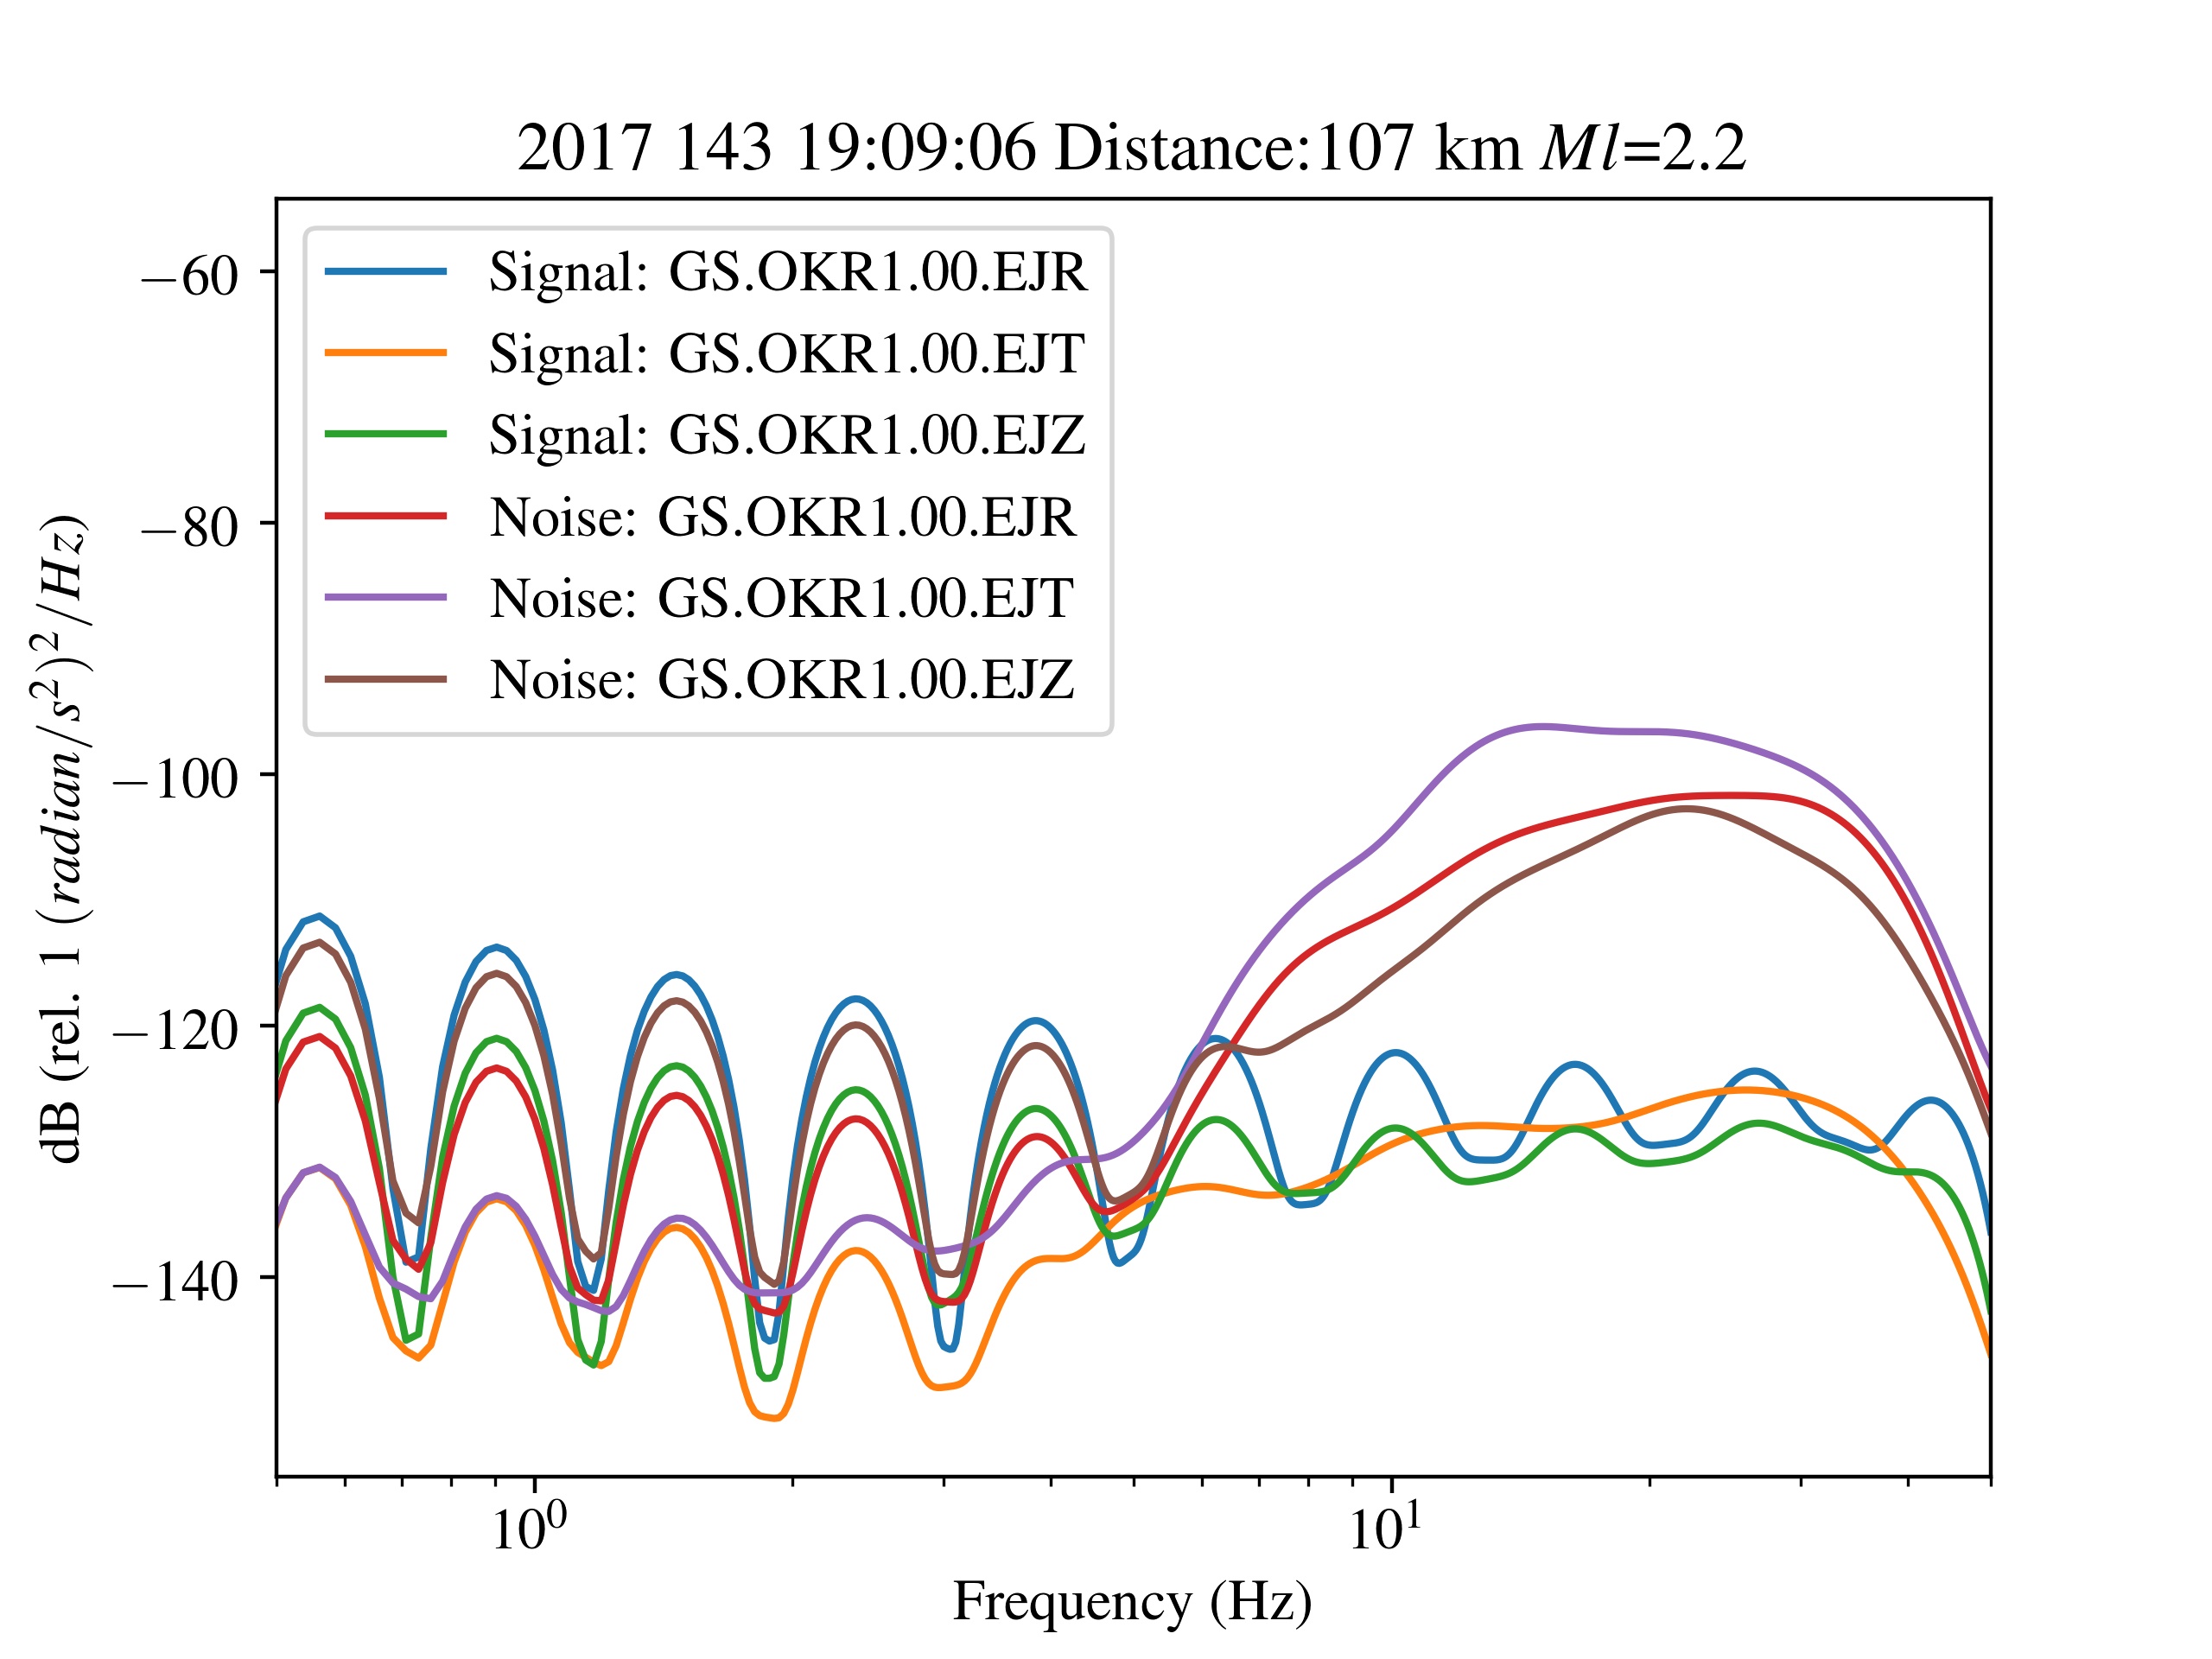 2017 143 19:09:06 Distance:107 km Ml=2.2
Signal: GS.OKR1.00.EJR
Signal: GS.OKR1.00.EJT
Signal: GS.OKR1.00.EJZ
Noise: GS.OKR1.00.EJR
Noise: GS.OKR1.00.EJT
Noise: GS.OKR1.00.EJZ
−60
−80
−100
−120
−140
dB (rel. 1 (radian/s²)²/Hz,)
10⁰
10¹
Frequency (Hz)